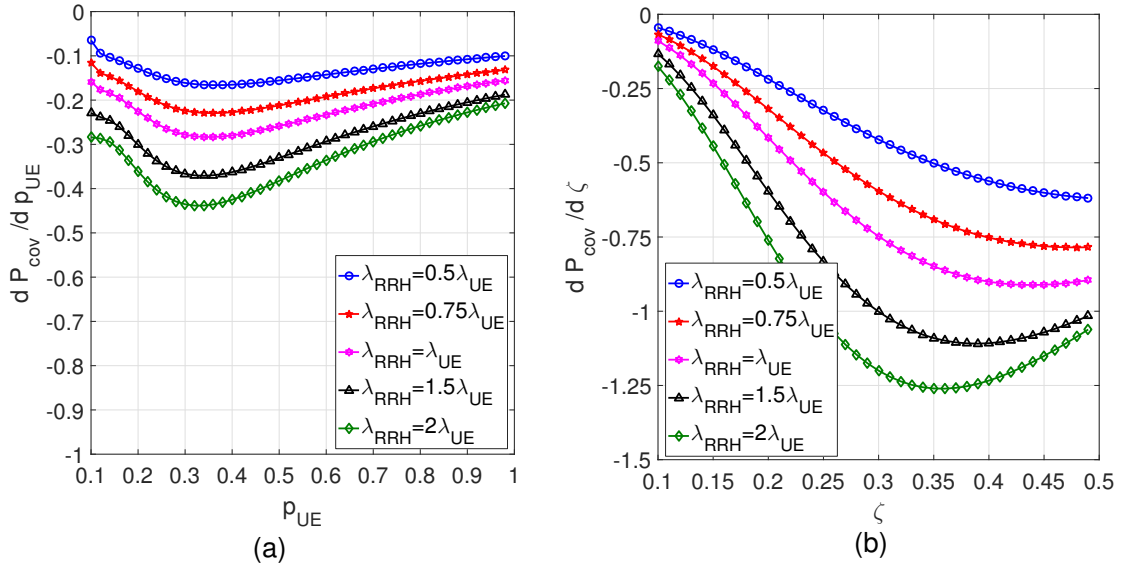 0
-0.1
-0.2
-0.3
-0.4
-0.5
-0.6
-0.7
-0.8
-0.9
-1
d P_cov /d p_UE
0.1 0.2 0.3 0.4 0.5 0.6 0.7 0.8 0.9 1
p_UE
λ_RRH=0.5λ_UE
λ_RRH=0.75λ_UE
λ_RRH=λ_UE
λ_RRH=1.5λ_UE
λ_RRH=2λ_UE
(a)
0
-0.25
-0.5
-0.75
-1
-1.25
-1.5
d P_cov /d ζ
0.1 0.15 0.2 0.25 0.3 0.35 0.4 0.45 0.5
ζ
λ_RRH=0.5λ_UE
λ_RRH=0.75λ_UE
λ_RRH=λ_UE
λ_RRH=1.5λ_UE
λ_RRH=2λ_UE
(b)